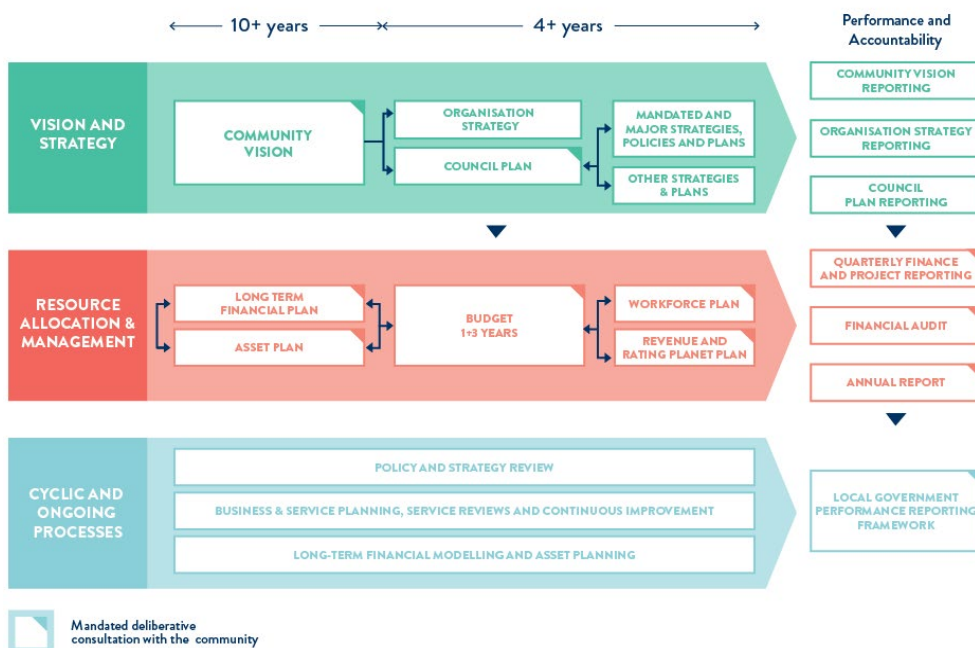 10+ years
4+ years
Performance and
Accountability
VISION AND
STRATEGY
COMMUNITY
VISION
ORGANISATION
STRATEGY
COUNCIL PLAN
MANDATED AND
MAJOR STRATEGIES,
POLICIES AND PLANS
OTHER STRATEGIES
& PLANS
COMMUNITY VISION
REPORTING
ORGANISATION STRATEGY
REPORTING
COUNCIL
PLAN REPORTING
RESOURCE
ALLOCATION &
MANAGEMENT
LONG TERM
FINANCIAL PLAN
ASSET PLAN
BUDGET
1+3 YEARS
WORKFORCE PLAN
REVENUE AND
RATING PLANET PLAN
QUARTERLY FINANCE
AND PROJECT REPORTING
FINANCIAL AUDIT
ANNUAL REPORT
CYCLIC AND
ONGOING
PROCESSES
POLICY AND STRATEGY REVIEW
BUSINESS & SERVICE PLANNING, SERVICE REVIEWS AND CONTINUOUS IMPROVEMENT
LONG-TERM FINANCIAL MODELLING AND ASSET PLANNING
LOCAL GOVERNMENT
PERFORMANCE REPORTING
FRAMEWORK
Mandated deliberative
consultation with the community